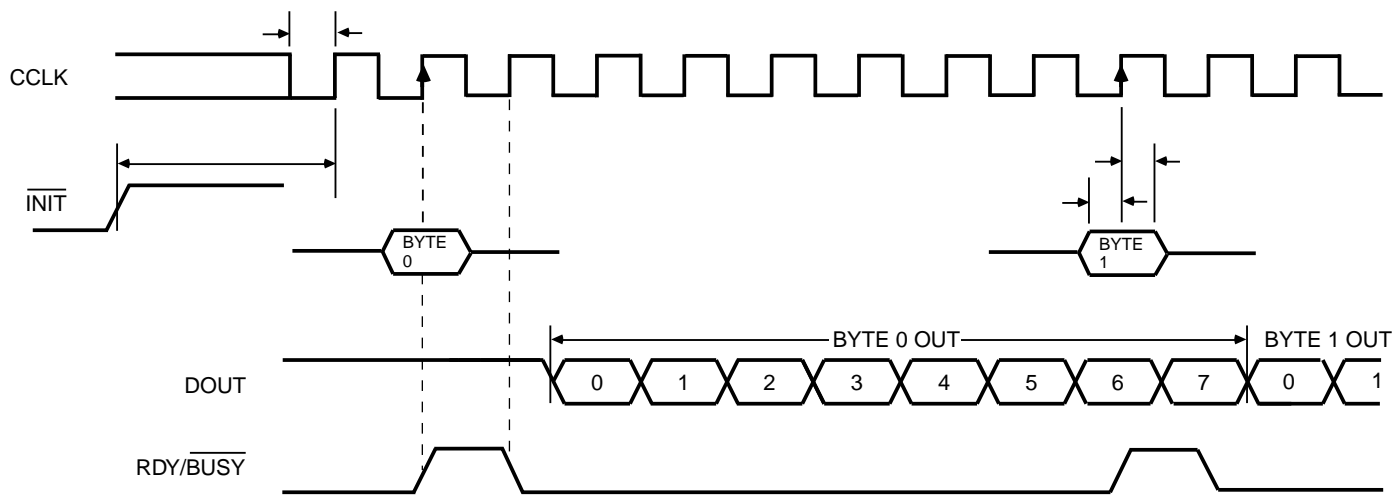 CCLK
INIT
BYTE
0
BYTE
1
BYTE 0 OUT
BYTE 1 OUT
DOUT
0 1 2 3 4 5 6 7 0 1
RDY/BUSY